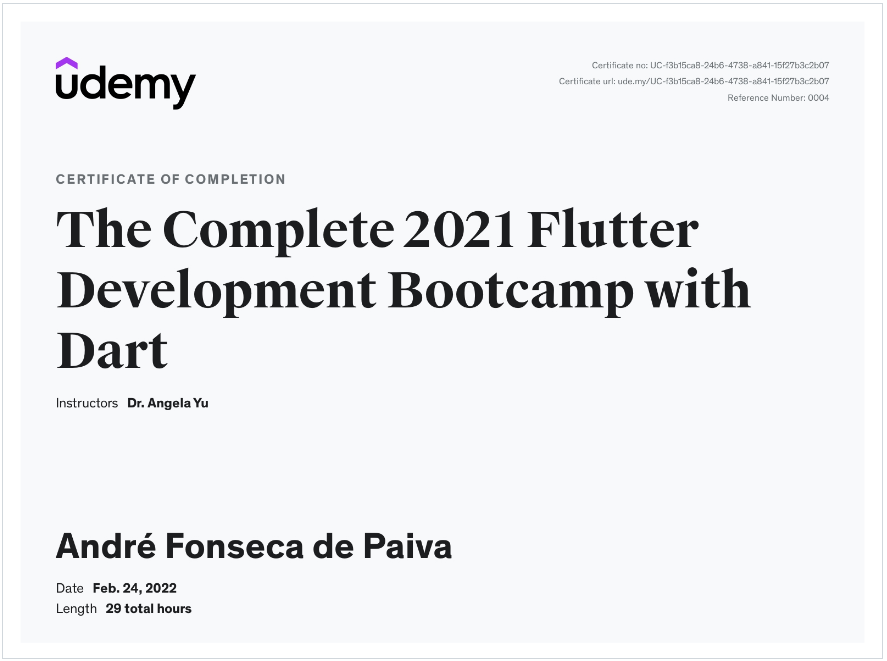 udemy
Certificate no: UC-f3b15ca8-24b6-4738-a841-15f27b3c2b07
Certificate url: ude.my/UC-f3b15ca8-24b6-4738-a841-15f27b3c2b07
Reference Number: 0004
CERTIFICATE OF COMPLETION
The Complete 2021 Flutter
Development Bootcamp with
Dart
Instructors Dr. Angela Yu
André Fonseca de Paiva
Date Feb. 24, 2022
Length 29 total hours